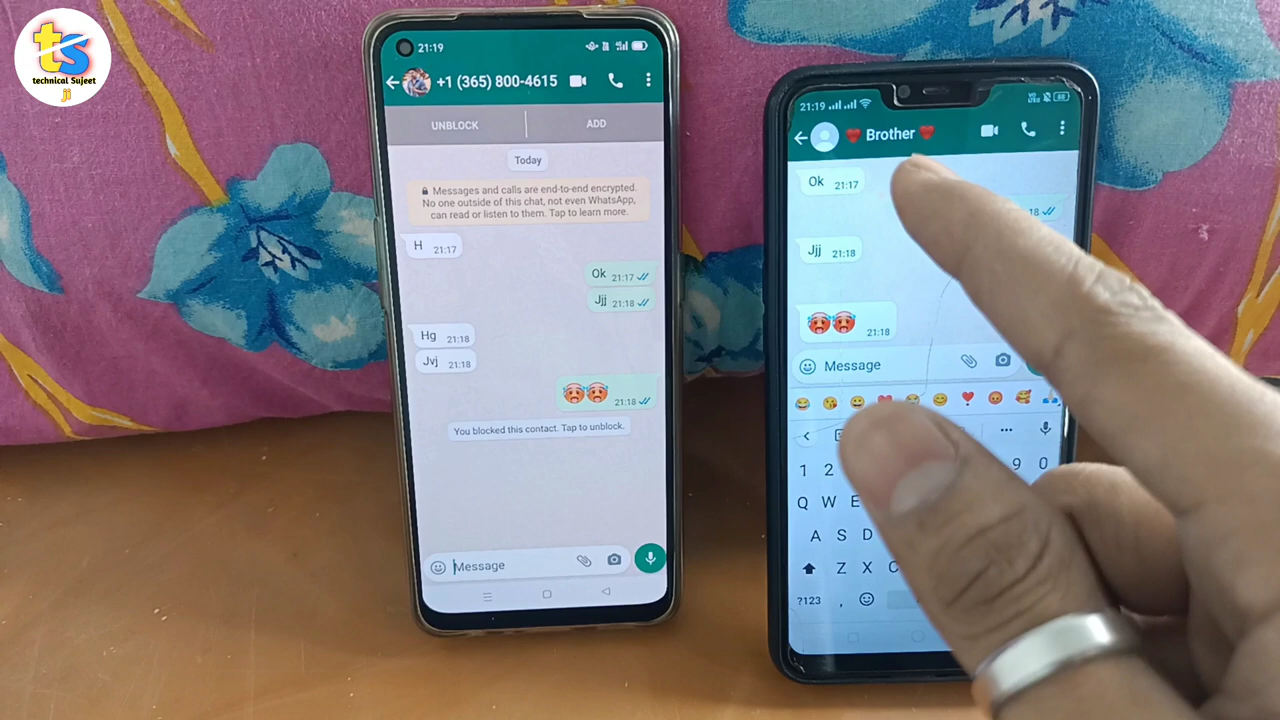 ts
technical Sujeet
ji
21:19
+1 (365) 800-4615
UNBLOCK
ADD
Today
Messages and calls are end-to-end encrypted.
No one outside of this chat, not even WhatsApp,
can read or listen to them. Tap to learn more.
H 21:17
Ok 21:17
Jjj 21:18
Hg 21:18
Jvj 21:18
21:18
You blocked this contact. Tap to unblock.
Message
21:19
Brother
Ok 21:17
18
Jjj 21:18
21:18
Message
1 2 9 0
Q W E
A S D
Z X C
?123 ,